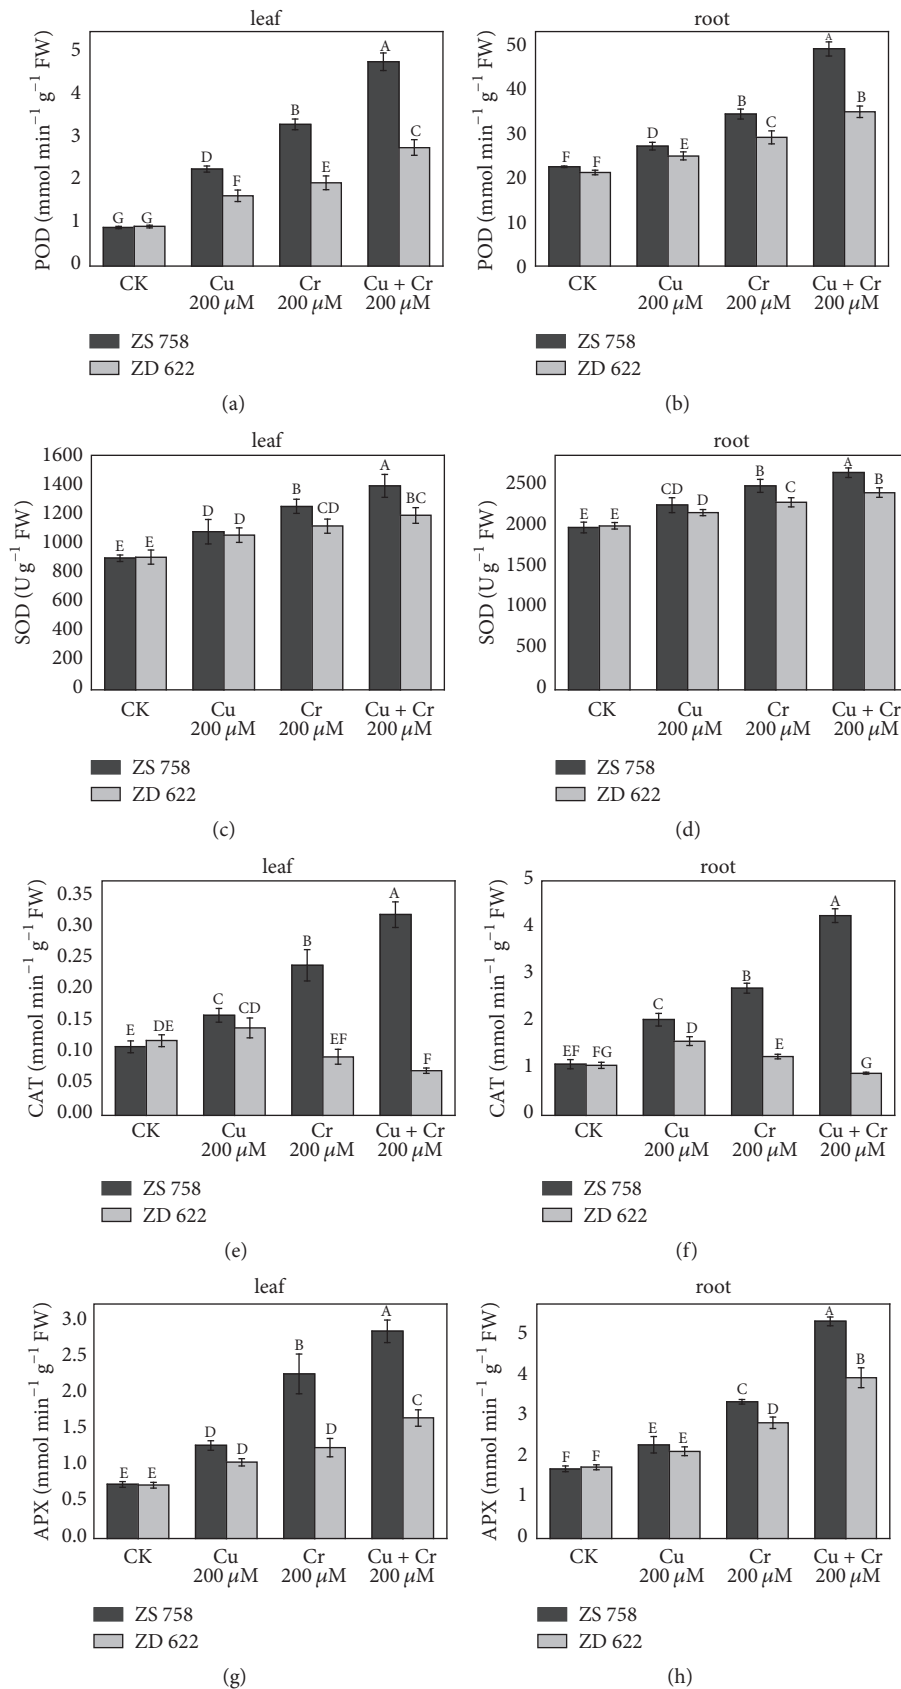 leaf
POD (mmol min⁻¹ g⁻¹ FW)
5
4
3
2
1
0
A
B
C
D
E
F
G G
CK Cu Cr Cu + Cr
200 μM 200 μM 200 μM
ZS 758
ZD 622
(a)
root
POD (mmol min⁻¹ g⁻¹ FW)
50
40
30
20
10
0
A
B B
C
D E
F F
CK Cu Cr Cu + Cr
200 μM 200 μM 200 μM
ZS 758
ZD 622
(b)
leaf
SOD (U g⁻¹ FW)
1600
1400
1200
1000
800
600
400
200
0
E E D D B CD A BC
CK Cu Cr Cu + Cr
200 μM 200 μM 200 μM
ZS 758
ZD 622
(c)
root
SOD (U g⁻¹ FW)
2500
2000
1500
1000
500
0
E E CD D B C A B
CK Cu Cr Cu + Cr
200 μM 200 μM 200 μM
ZS 758
ZD 622
(d)
leaf
CAT (mmol min⁻¹ g⁻¹ FW)
0.35
0.30
0.25
0.20
0.15
0.10
0.05
0.00
E DE C CD B EF A F
CK Cu Cr Cu + Cr
200 μM 200 μM 200 μM
ZS 758
ZD 622
(e)
root
CAT (mmol min⁻¹ g⁻¹ FW)
5
4
3
2
1
0
EF FG C D B E A G
CK Cu Cr Cu + Cr
200 μM 200 μM 200 μM
ZS 758
ZD 622
(f)
leaf
APX (mmol min⁻¹ g⁻¹ FW)
3.0
2.5
2.0
1.5
1.0
0.5
0.0
E E D D B D A C
CK Cu Cr Cu + Cr
200 μM 200 μM 200 μM
ZS 758
ZD 622
(g)
root
APX (mmol min⁻¹ g⁻¹ FW)
5
4
3
2
1
0
F F E E C D A B
CK Cu Cr Cu + Cr
200 μM 200 μM 200 μM
ZS 758
ZD 622
(h)